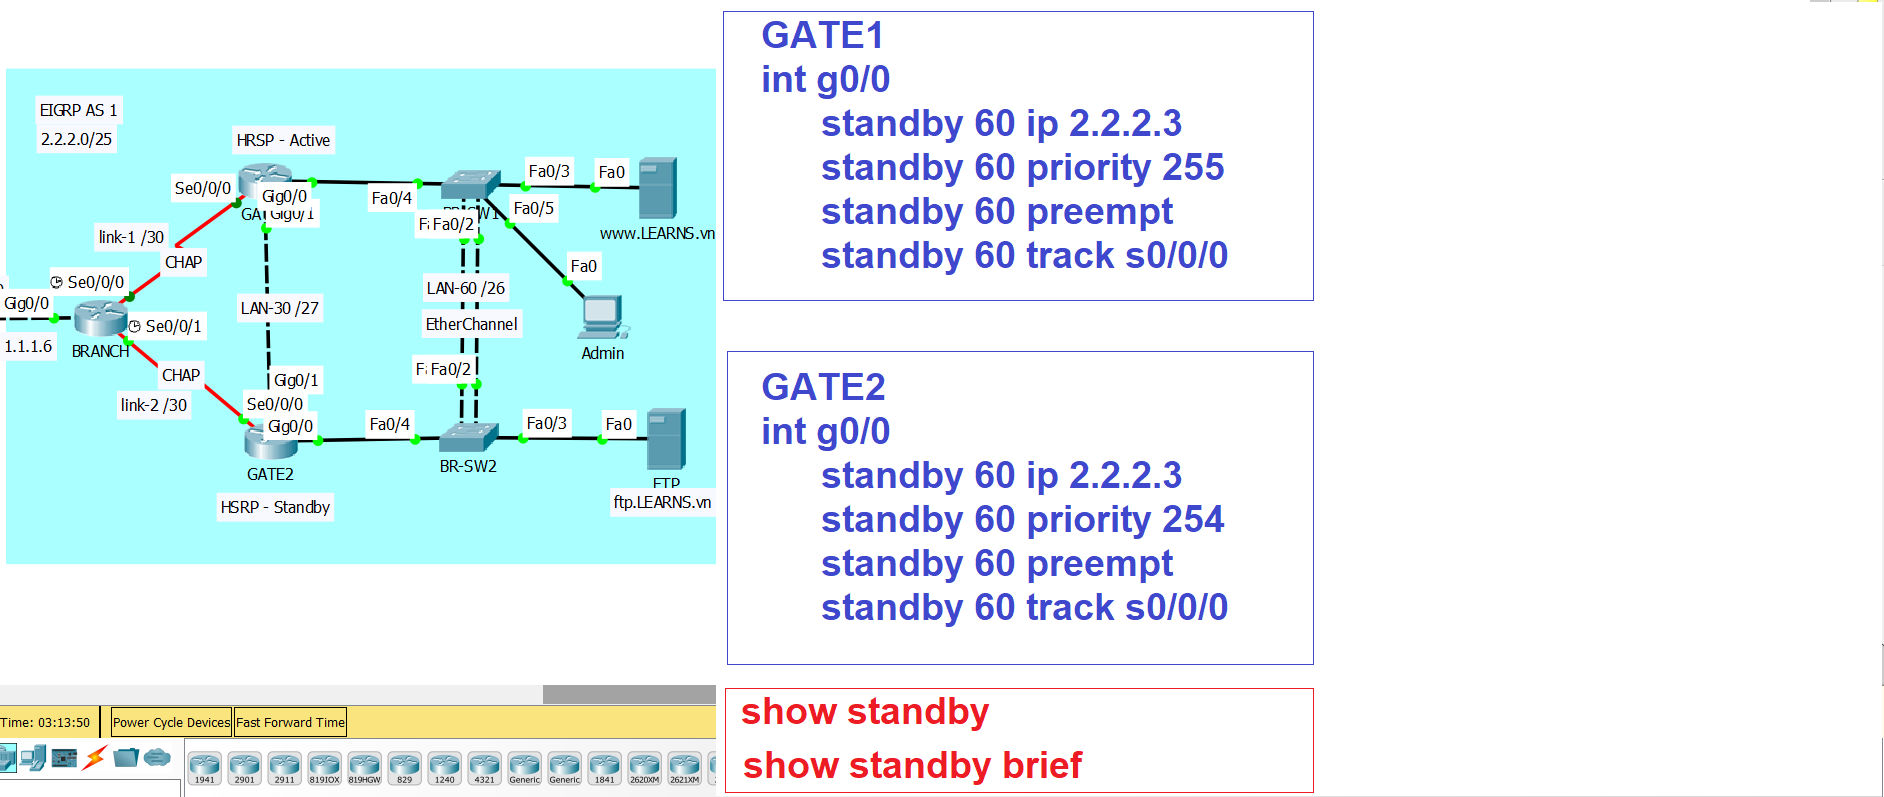 EIGRP AS 1
2.2.2.0/25
HRSP - Active
Se0/0/0
Gig0/0
Gig0/1
Fa0/4
Fa0/3
Fa0
Fa0/5
Fa0/2
www.LEARNS.vn
link-1 /30
CHAP
Fa0
Se0/0/0
Gig0/0
LAN-60 /26
LAN-30 /27
Se0/0/1
EtherChannel
1.1.1.6
BRANCH
Admin
CHAP
Gig0/1
Fa0/2
link-2 /30
Se0/0/0
Gig0/0
Fa0/4
Fa0/3
Fa0
GATE2
BR-SW2
FTP
HSRP - Standby
ftp.LEARNS.vn
GATE1
int g0/0
standby 60 ip 2.2.2.3
standby 60 priority 255
standby 60 preempt
standby 60 track s0/0/0
GATE2
int g0/0
standby 60 ip 2.2.2.3
standby 60 priority 254
standby 60 preempt
standby 60 track s0/0/0
show standby
show standby brief
Time: 03:13:50
Power Cycle Devices
Fast Forward Time
1941
2901
2911
819IOX
819HGW
829
1240
4321
Generic
Generic
1841
2620XM
2621XM